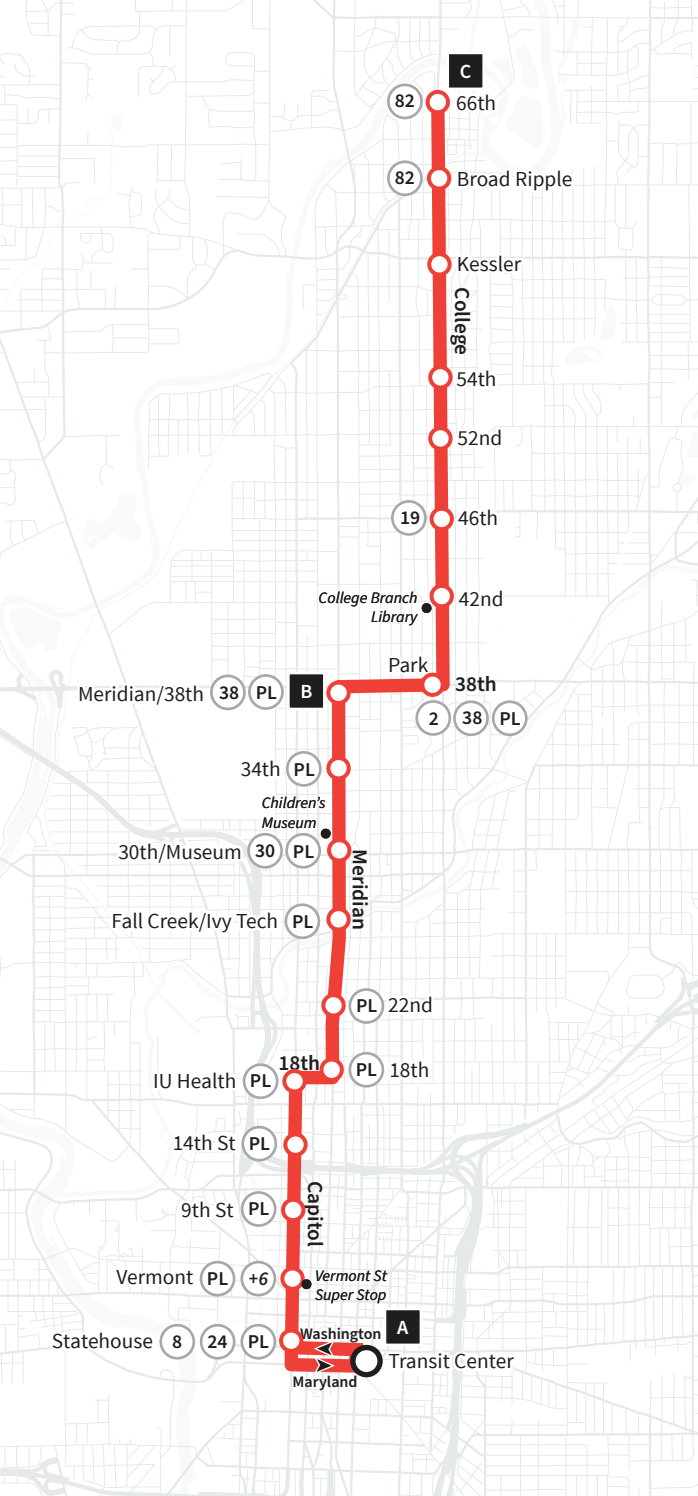 C
82 66th
82 Broad Ripple
Kessler
College
54th
52nd
19 46th
College Branch
Library
42nd
Park
38th
2 38 PL
Meridian/38th 38 PL B
34th PL
Children's
Museum
30th/Museum 30 PL
Meridian
Fall Creek/Ivy Tech PL
PL 22nd
18th
PL 18th
IU Health PL
14th St PL
Capitol
9th St PL
Vermont PL +6
Vermont St
Super Stop
A
Washington
Statehouse 8 24 PL
Transit Center
Maryland